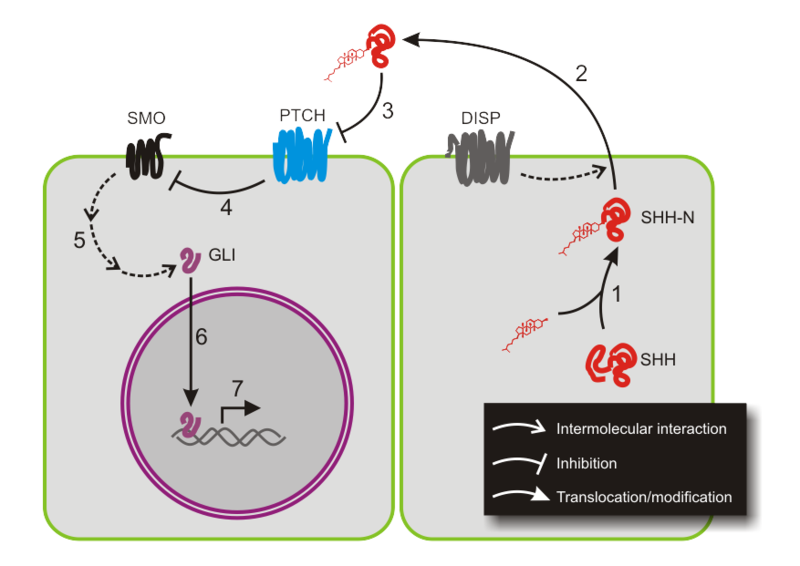 2
3
SMO
PTCH
DISP
4
SHH-N
5
GLI
1
6
SHH
7
Intermolecular interaction
Inhibition
Translocation/modification